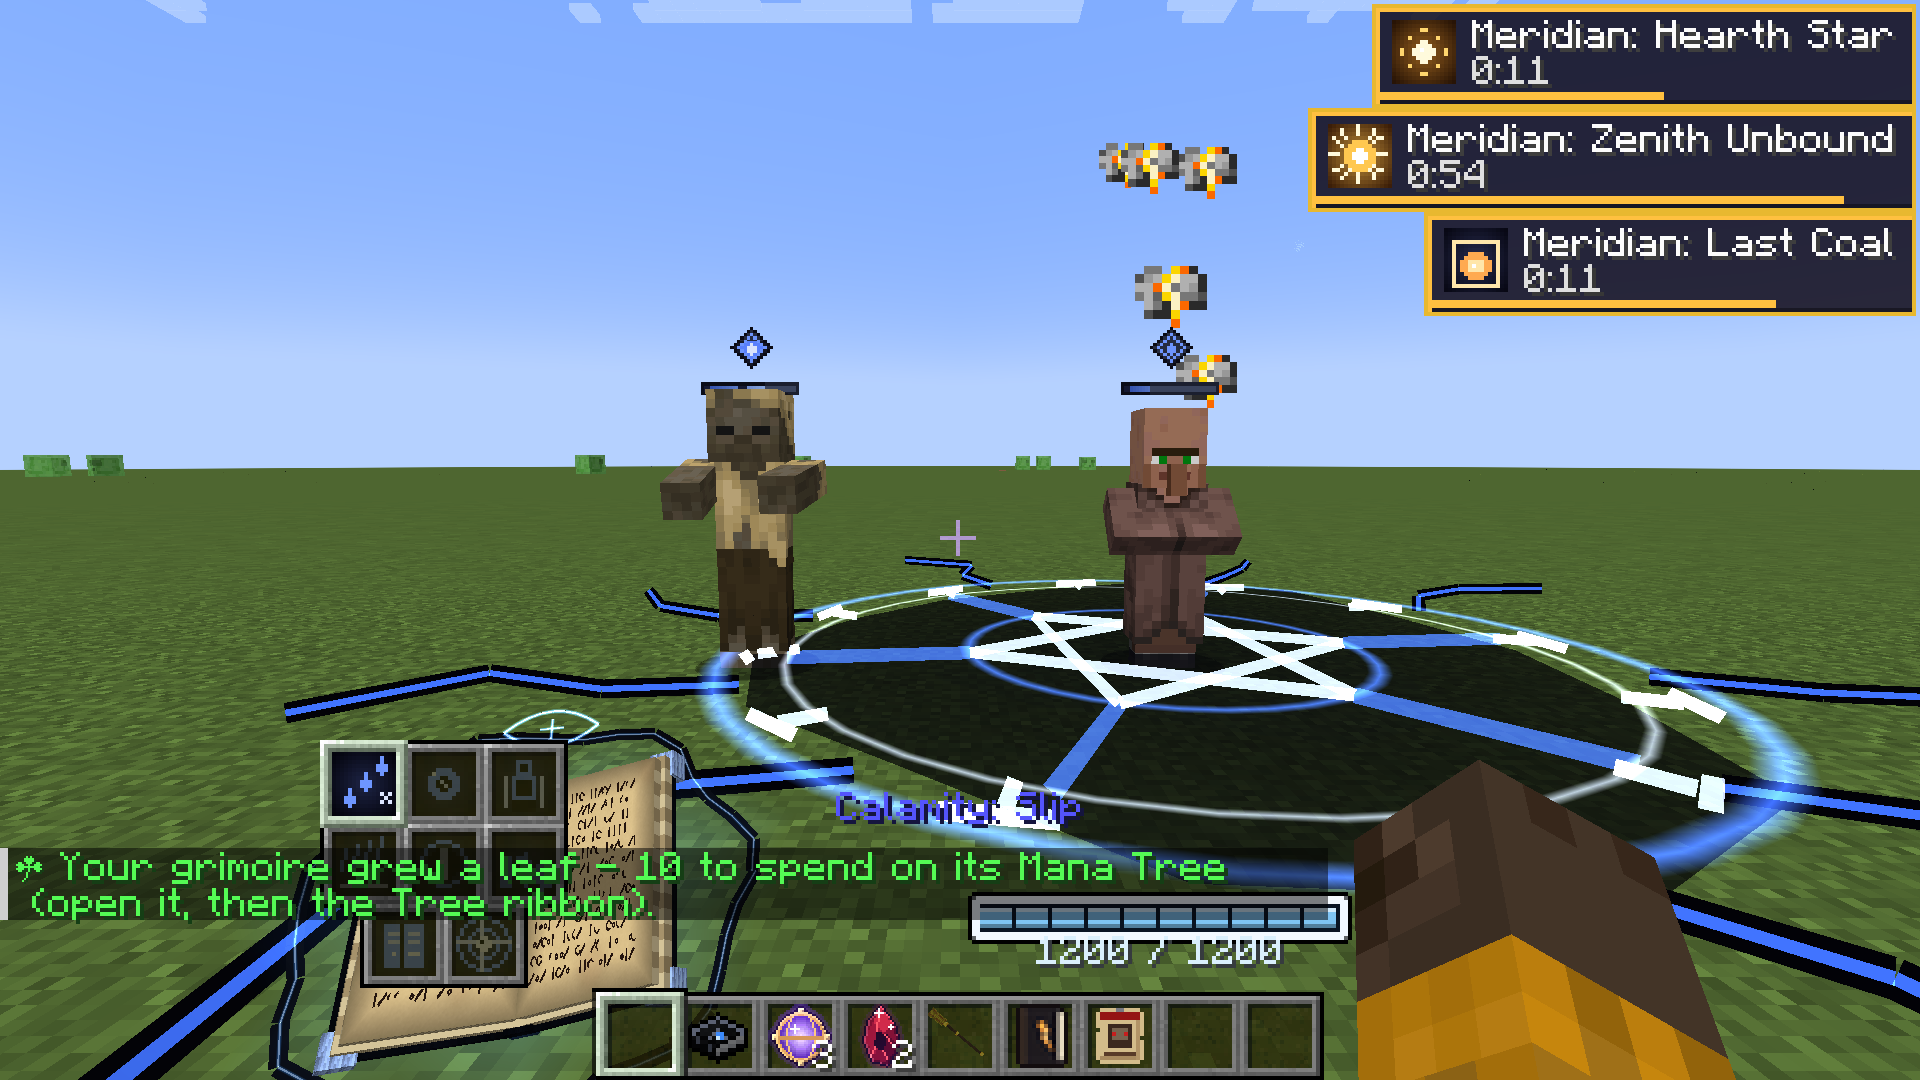 Meridian: Hearth Star
0:11
Meridian: Zenith Unbound
0:54
Meridian: Last Coal
0:11
Calamity: Slip
Your grimoire grew a leaf – 10 to spend on its Mana Tree
(open it, then the Tree ribbon).
1200 / 1200
3
2